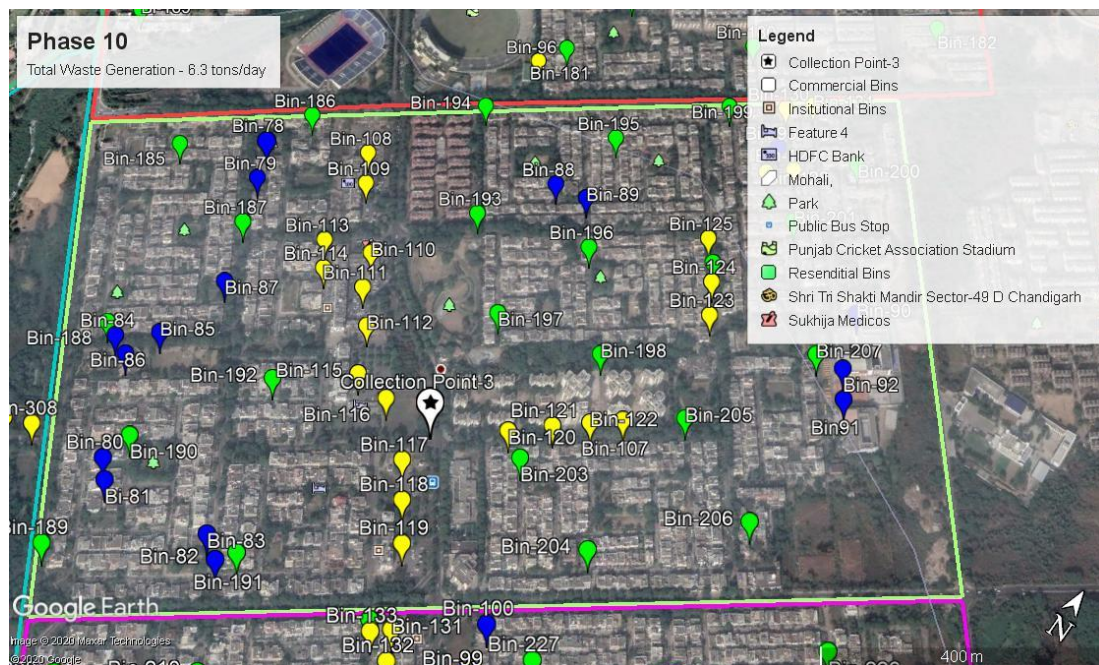 Phase 10
Total Waste Generation - 6.3 tons/day
Legend
Collection Point-3
Commercial Bins
Insitutional Bins
Feature 4
HDFC Bank
Mohali,
Park
Public Bus Stop
Punjab Cricket Association Stadium
Resenditial Bins
Shri Tri Shakti Mandir Sector-49 D Chandigarh
Sukhija Medicos
Bin-96
Bin-181
Bin-182
Bin-186
Bin-194
Bin-199
Bin-78
Bin-108
Bin-195
Bin-185
Bin-79
Bin-109
Bin-88
Bin-89
Bin-200
Bin-187
Bin-193
Bin-113
Bin-125
Bin-114
Bin-110
Bin-196
Bin-111
Bin-124
Bin-87
Bin-123
Bin-84
Bin-85
Bin-112
Bin-197
Bin-90
Bin-188
Bin-86
Bin-198
Bin-207
Bin-192
Bin-115
Collection Point-3
Bin-92
Bin-116
Bin-121
Bin-122
Bin-205
Bin91
n-308
Bin-80
Bin-190
Bin-117
Bin-120
Bin-107
Bi-81
Bin-118
Bin-203
Bin-189
Bin-119
Bin-206
Bin-82
Bin-83
Bin-204
Bin-191
Google Earth
Bin-133
Bin-131
Bin-100
Image © 2020 Maxar Technologies
Bin-132
Bin-99
Bin-227
© 2020 Google
400 m
N